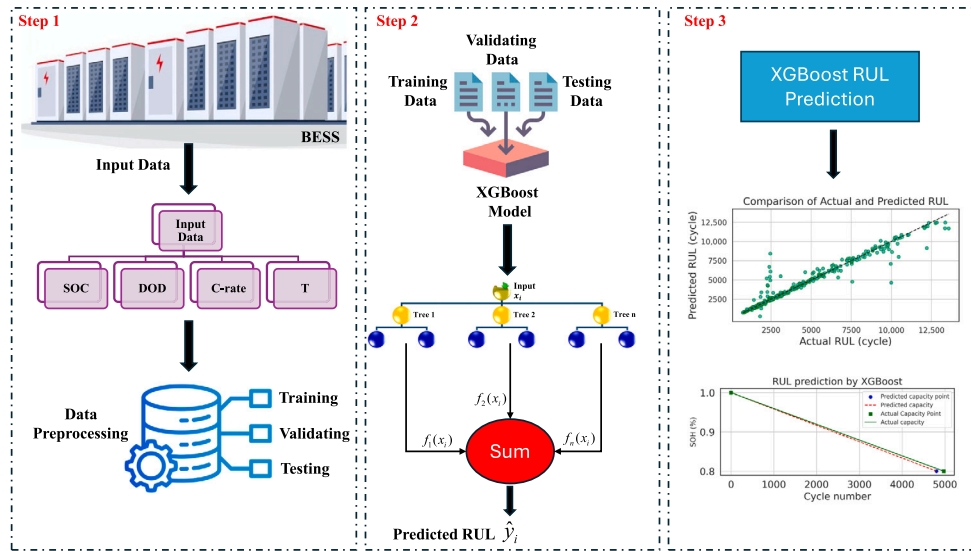 Step 1
BESS
Input Data
Input
Data
SOC
DOD
C-rate
T
Data
Preprocessing
Training
Validating
Testing
Step 2
Validating
Data
Training
Data
Testing
Data
XGBoost
Model
Input
xᵢ
Tree 1
Tree 2
Tree n
f₁(xᵢ)
f₂(xᵢ)
fₙ(xᵢ)
Sum
Predicted RUL ŷᵢ
Step 3
XGBoost RUL
Prediction
Comparison of Actual and Predicted RUL
Predicted RUL (cycle)
12,500
10,000
7500
5000
2500
2500
5000
7500
10,000
12,500
Actual RUL (cycle)
RUL prediction by XGBoost
SOH (%)
1.0
0.9
0.8
Predicted capacity point
Predicted capacity
Actual Capacity Point
Actual capacity
0
1000
2000
3000
4000
5000
Cycle number